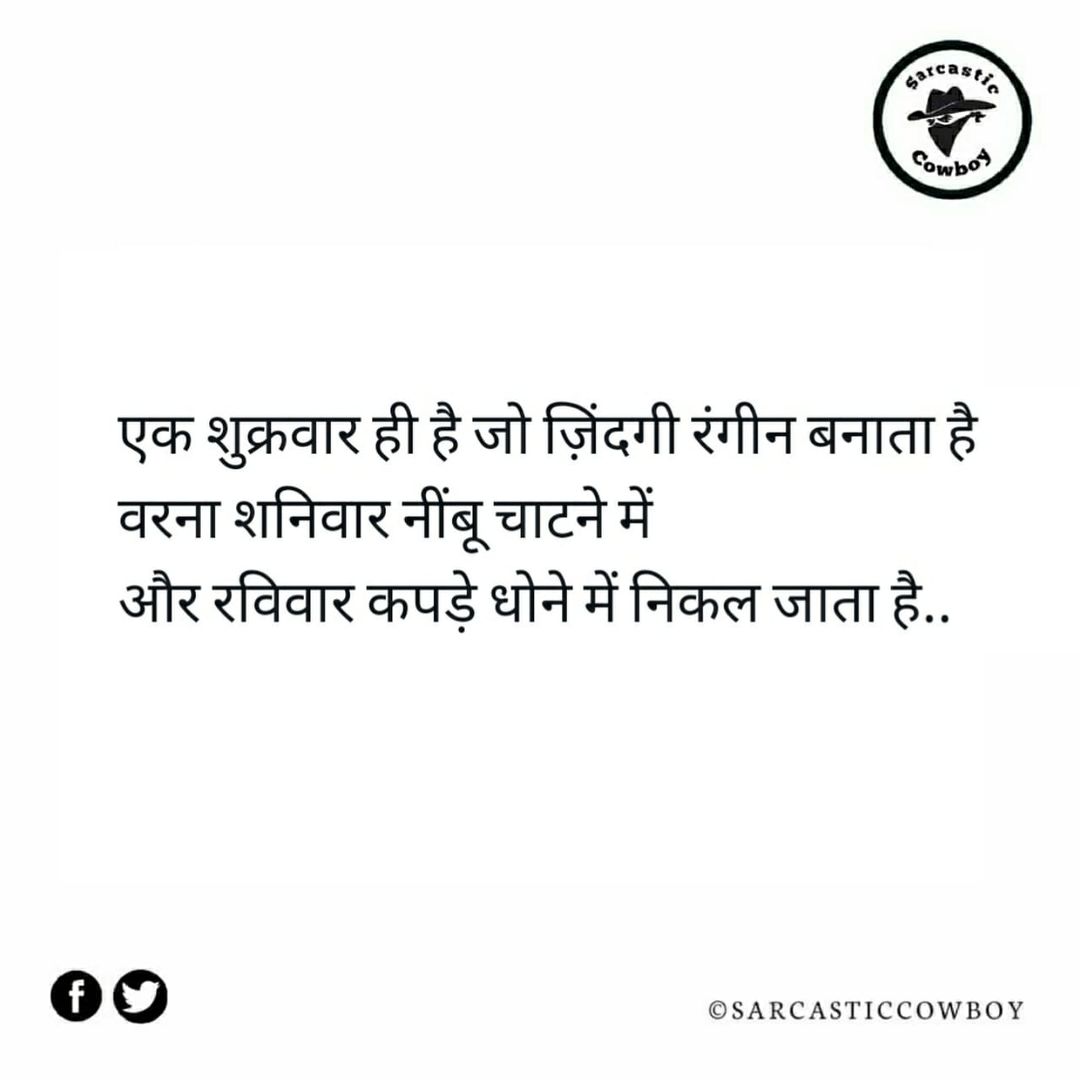 Sarcastic
Cowboy
एक शुक्रवार ही है जो ज़िंदगी रंगीन बनाता है
वरना शनिवार नींबू चाटने में
और रविवार कपड़े धोने में निकल जाता है..
©SARCASTICCOWBOY